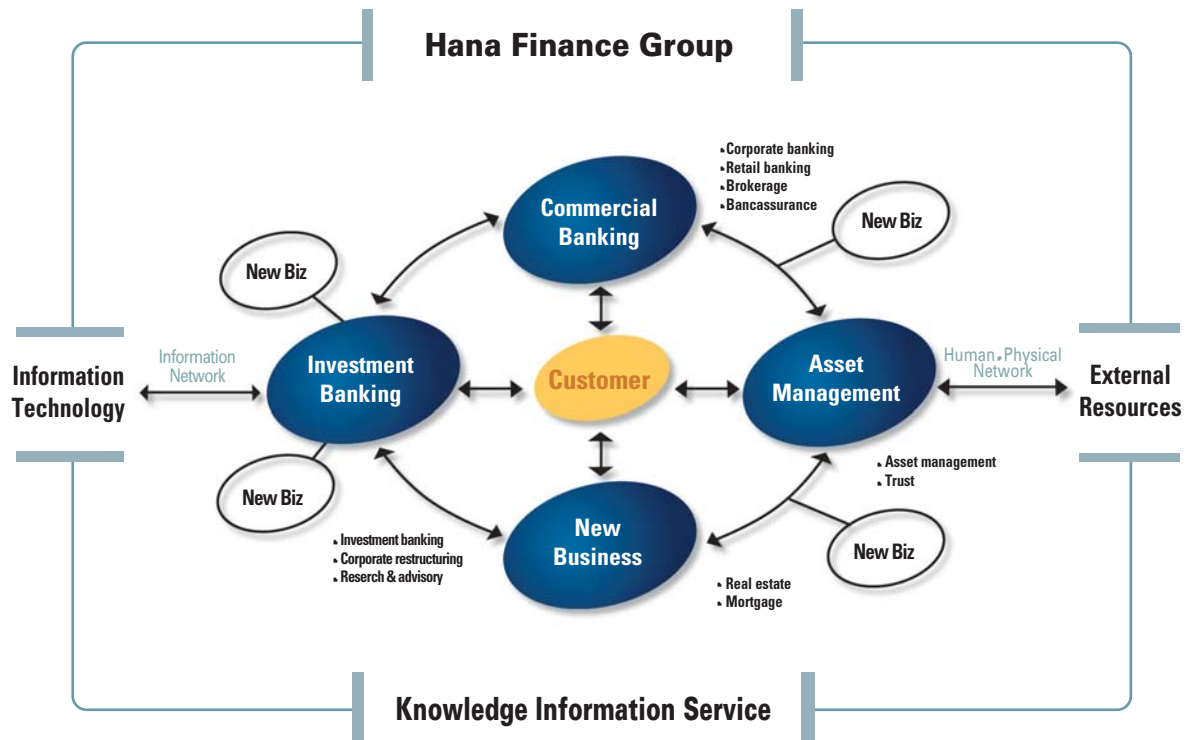 Hana Finance Group
Corporate banking
Retail banking
Brokerage
Bancassurance
Commercial
Banking
New Biz
New Biz
Information
Technology
Information
Network
Investment
Banking
Customer
Asset
Management
Human.Physical
Network
External
Resources
New Biz
Asset management
Trust
New Biz
New
Business
Investment banking
Corporate restructuring
Reserch & advisory
Real estate
Mortgage
Knowledge Information Service